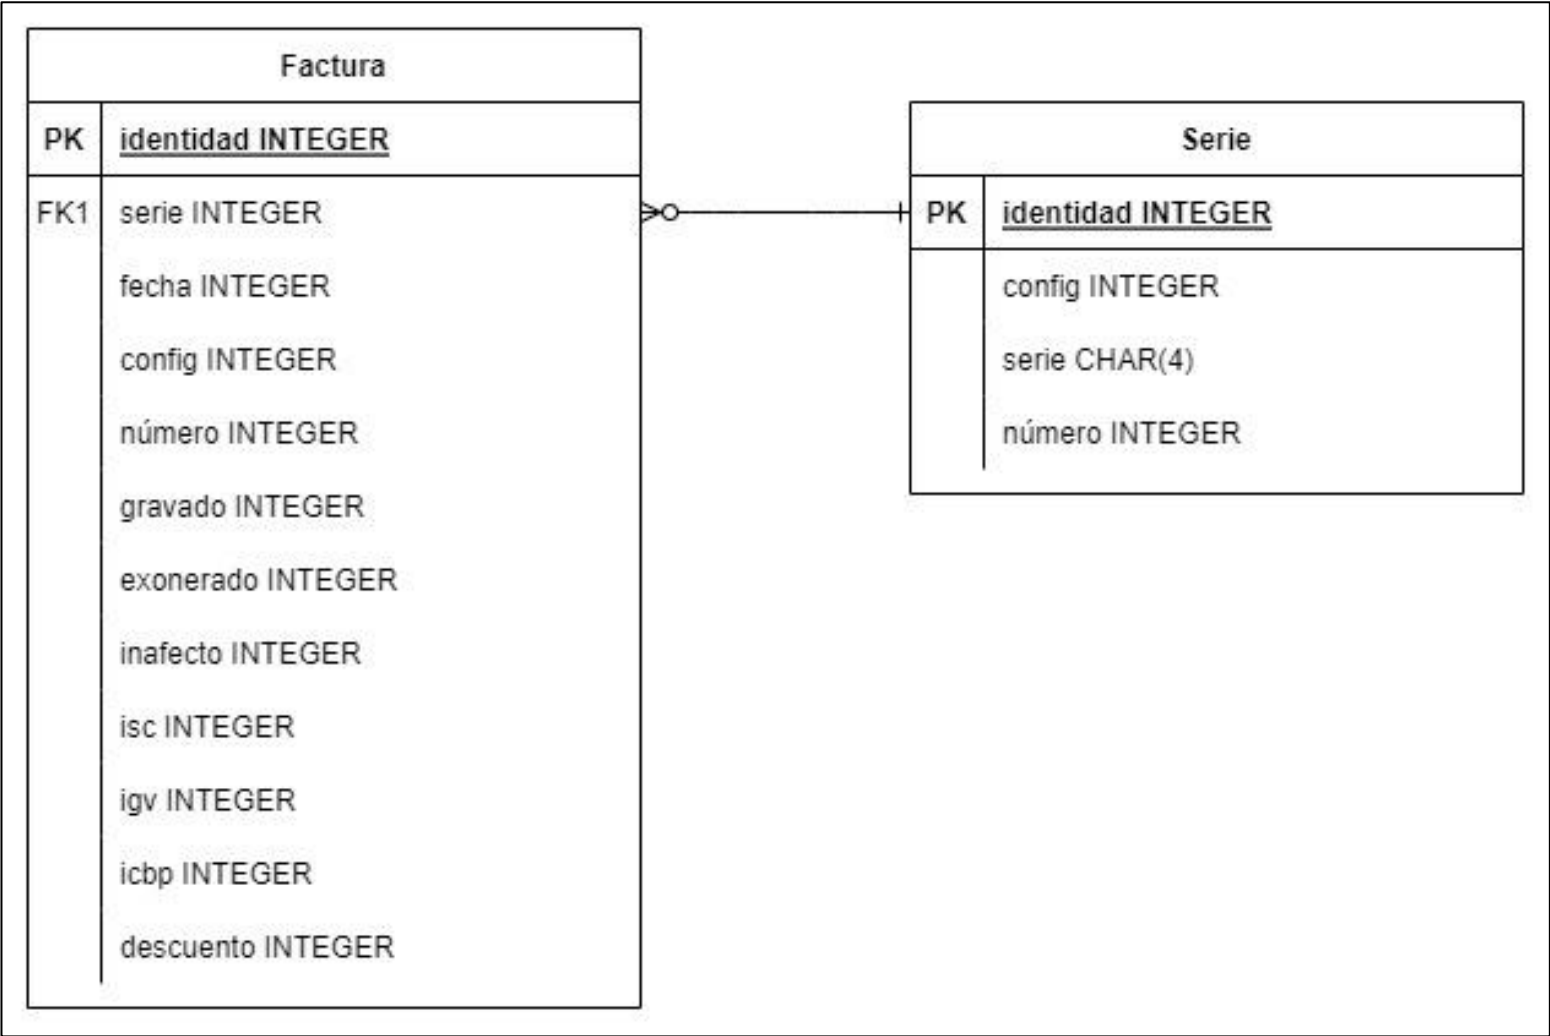 Factura
PK identidad INTEGER
FK1 serie INTEGER
fecha INTEGER
config INTEGER
número INTEGER
gravado INTEGER
exonerado INTEGER
inafecto INTEGER
isc INTEGER
igv INTEGER
icbp INTEGER
descuento INTEGER
Serie
PK identidad INTEGER
config INTEGER
serie CHAR(4)
número INTEGER